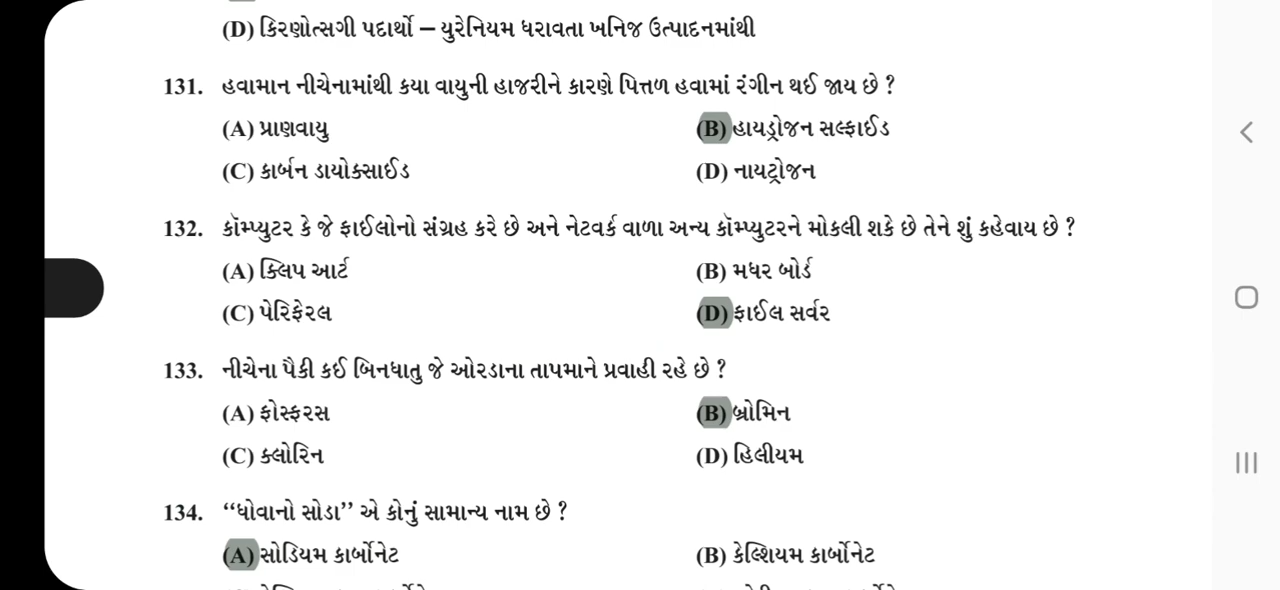 (D) કિરણોત્સગી પદાર્થો – યુરેનિયમ ધરાવતા ખનિજ ઉત્પાદનમાંથી
131. હવામાન નીચેનામાંથી કયા વાયુની હાજરીને કારણે પિત્તળ હવામાં રંગીન થઈ જાય છે ?
(A) પ્રાણવાયુ (B) હાયડ્રોજન સલ્ફાઈડ
(C) કાર્બન ડાયોક્સાઈડ (D) નાયટ્રોજન
132. કૉમ્પ્યુટર કે જે ફાઈલોનો સંગ્રહ કરે છે અને નેટવર્ક વાળા અન્ય કૉમ્પ્યુટરને મોકલી શકે છે તેને શું કહેવાય છે ?
(A) ક્લિપ આર્ટ (B) મધર બોર્ડ
(C) પેરિફેરલ (D) ફાઈલ સર્વર
133. નીચેના પૈકી કઈ બિનધાતુ જે ઓરડાના તાપમાને પ્રવાહી રહે છે ?
(A) ફોસ્ફરસ (B) બ્રોમિન
(C) ક્લોરિન (D) હિલીયમ
134. “ધોવાનો સોડા” એ કોનું સામાન્ય નામ છે ?
(A) સોડિયમ કાર્બોનેટ (B) કેલ્શિયમ કાર્બોનેટ